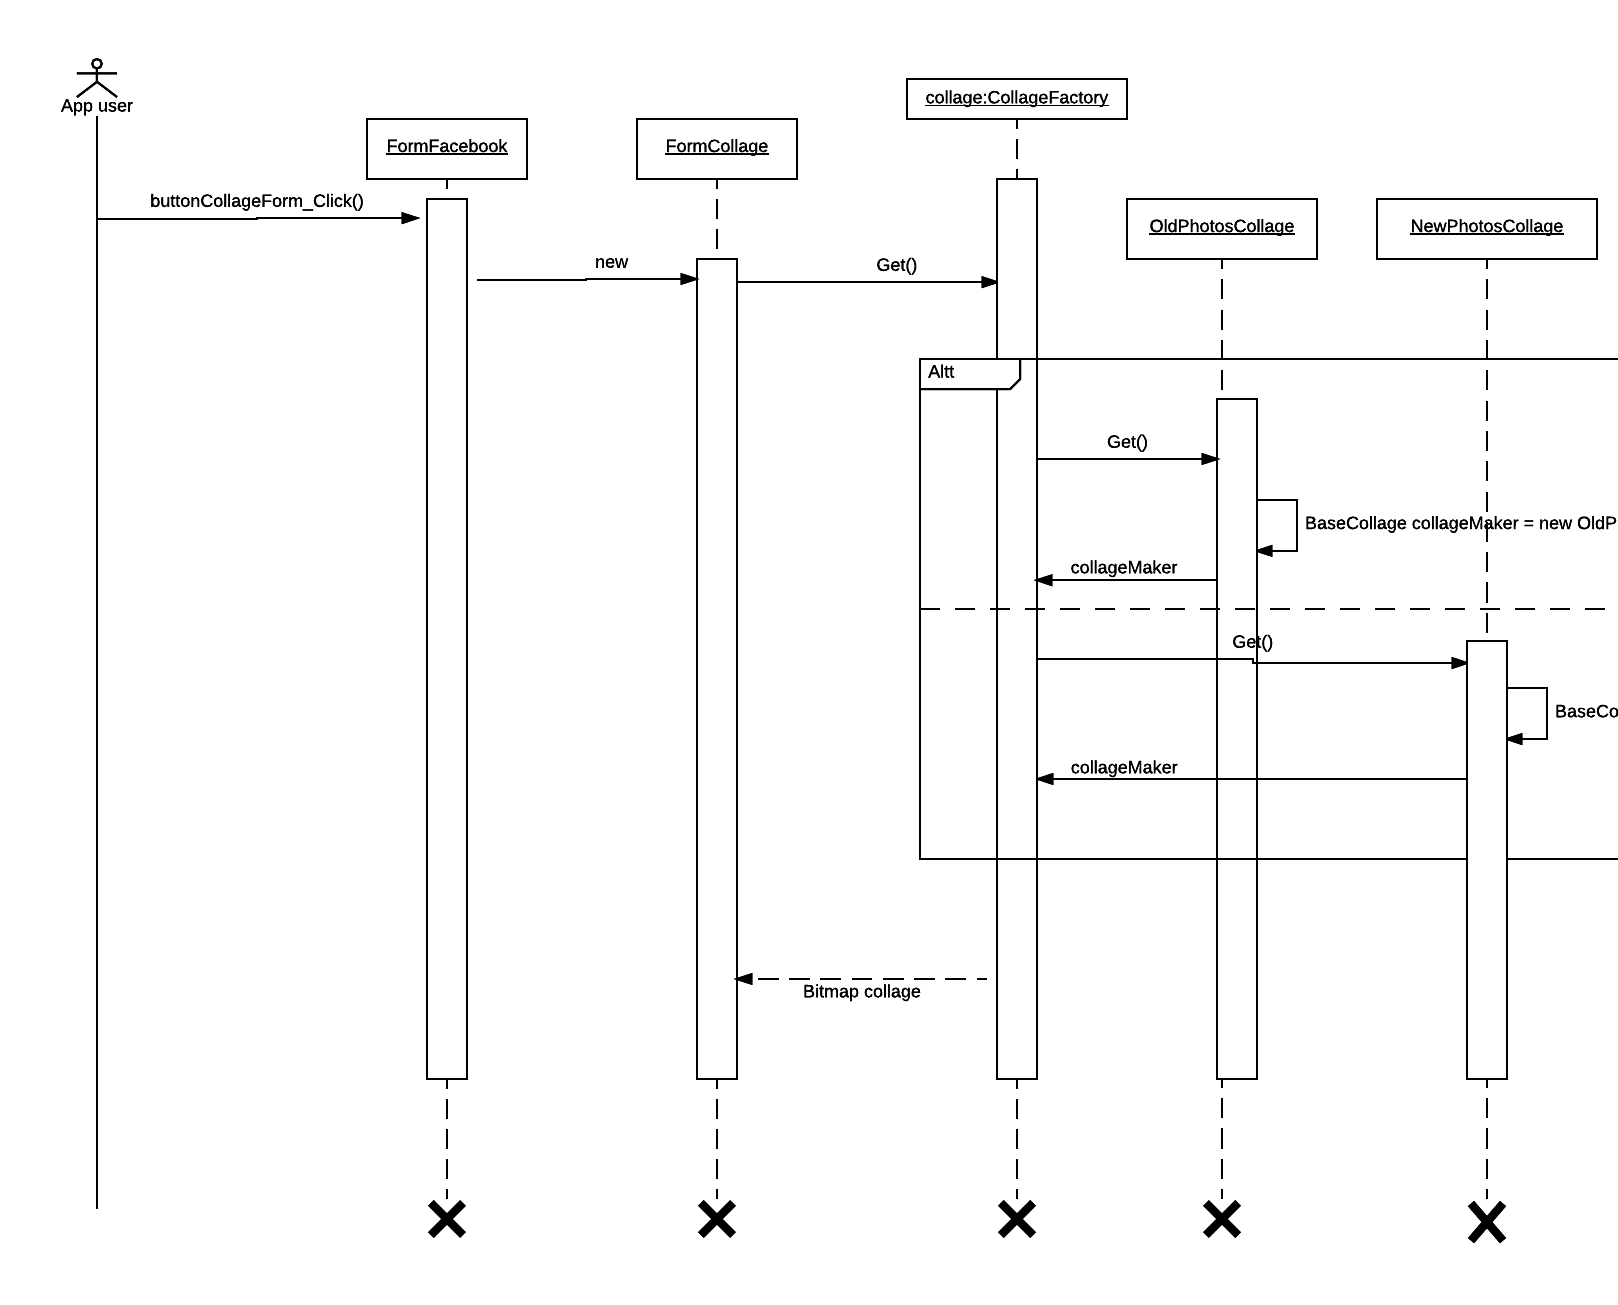 App user
collage:CollageFactory
FormFacebook
FormCollage
buttonCollageForm_Click()
OldPhotosCollage
NewPhotosCollage
new
Get()
Altt
Get()
BaseCollage collageMaker = new OldP
collageMaker
Get()
BaseCo
collageMaker
Bitmap collage